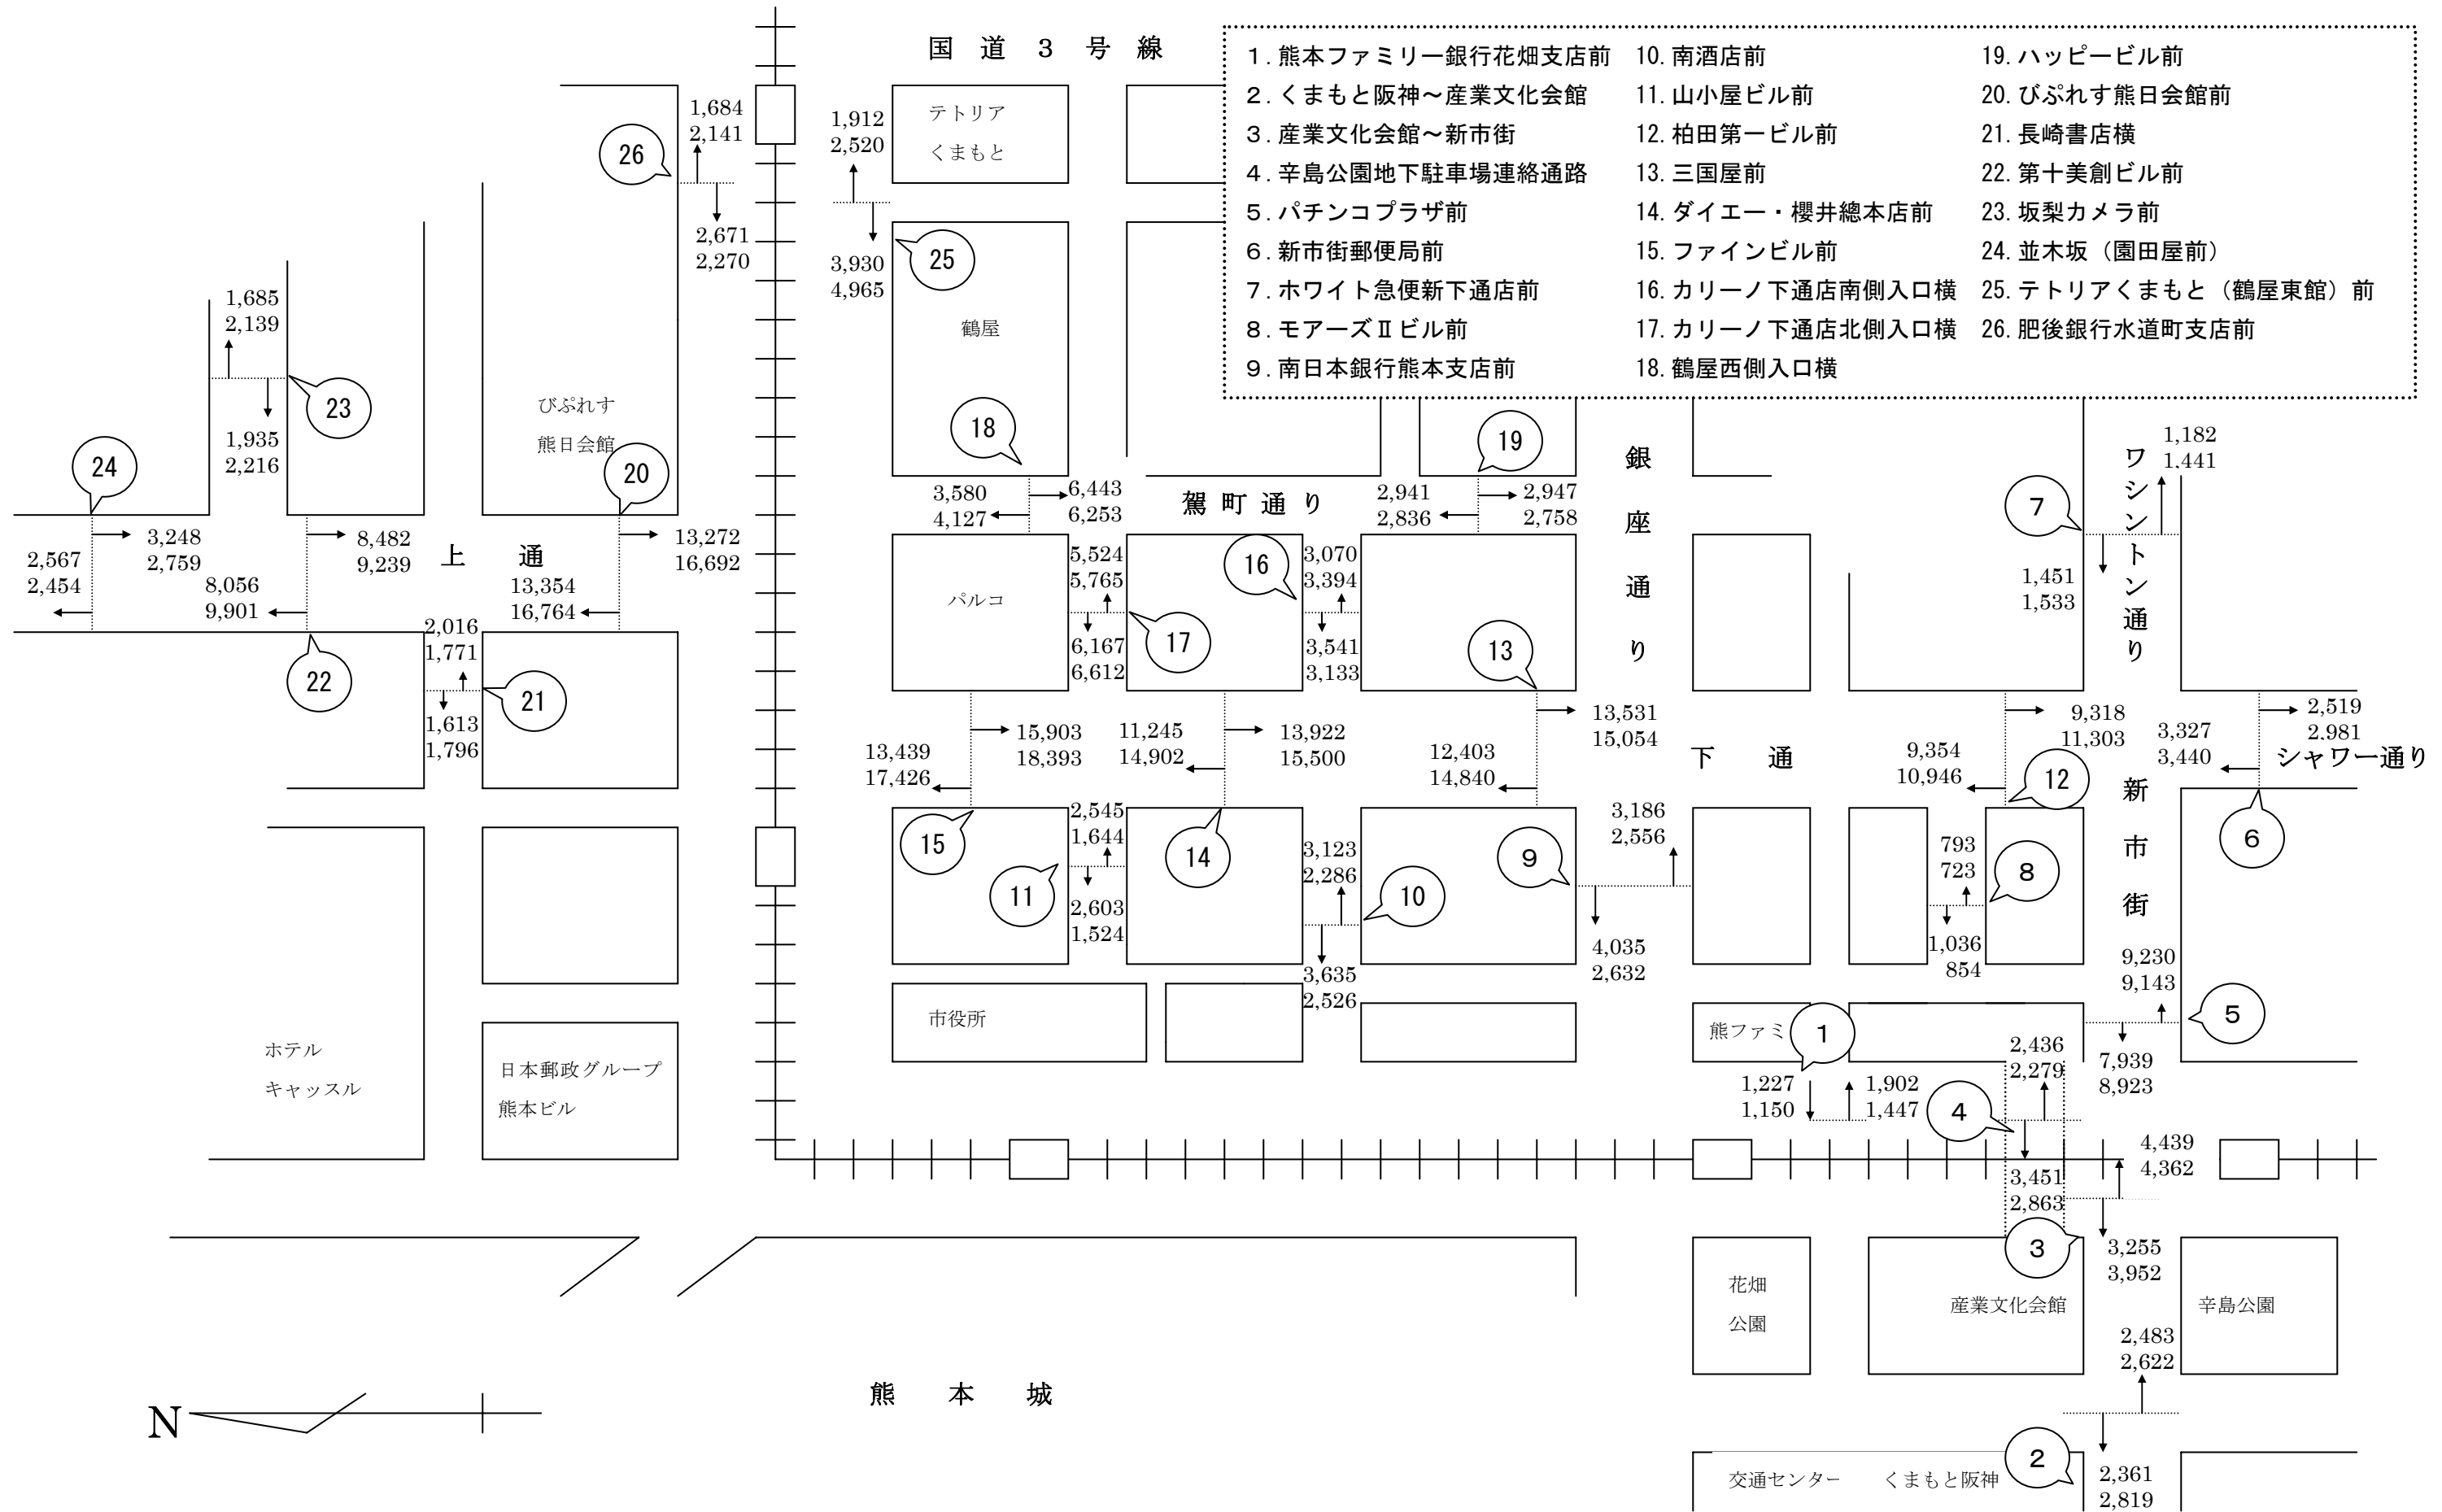 国道３号線
1. 熊本ファミリー銀行花畑支店前
2. くまもと阪神～産業文化会館
3. 産業文化会館～新市街
4. 辛島公園地下駐車場連絡通路
5. パチンコプラザ前
6. 新市街郵便局前
7. ホワイト急便新下通店前
8. モアーズⅡビル前
9. 南日本銀行熊本支店前
10. 南酒店前
11. 山小屋ビル前
12. 柏田第一ビル前
13. 三国屋前
14. ダイエー・櫻井總本店前
15. ファインビル前
16. カリーノ下通店南側入口横
17. カリーノ下通店北側入口横
18. 鶴屋西側入口横
19. ハッピービル前
20. びぷれす熊日会館前
21. 長崎書店横
22. 第十美創ビル前
23. 坂梨カメラ前
24. 並木坂（園田屋前）
25. テトリアくまもと（鶴屋東館）前
26. 肥後銀行水道町支店前
1,684
2,141
26
2,671
2,270
1,912
2,520
テトリア
くまもと
3,930
4,965
25
鶴屋
1,685
2,139
23
1,935
2,216
24
びぷれす
熊日会館
20
18
19
3,248
2,759
2,567
2,454
8,482
9,239
8,056
9,901
上通
13,272
16,692
13,354
16,764
22
2,016
1,771
21
1,613
1,796
3,580
4,127
6,443
6,253
駕町通り
2,941
2,836
2,947
2,758
銀座通り
7
1,182
1,441
1,451
1,533
ワシントン通り
パルコ
5,524
5,765
17
6,167
6,612
16
3,070
3,394
3,541
3,133
13
13,439
17,426
15,903
18,393
11,245
14,902
13,922
15,500
12,403
14,840
13,531
15,054
下通
9,354
10,946
9,318
11,303
3,327
3,440
2,519
2,981
シャワー通り
12
6
新市街
15
11
2,545
1,644
2,603
1,524
14
3,123
2,286
10
3,635
2,526
9
3,186
2,556
4,035
2,632
793
723
8
1,036
854
9,230
9,143
5
7,939
8,923
市役所
ホテル
キャッスル
日本郵政グループ
熊本ビル
熊ファミ
1
1,227
1,150
1,902
1,447
2,436
2,279
4
3,451
2,863
4,439
4,362
3
3,255
3,952
花畑
公園
産業文化会館
辛島公園
2,483
2,622
熊本城
N
交通センター
くまもと阪神
2
2,361
2,819